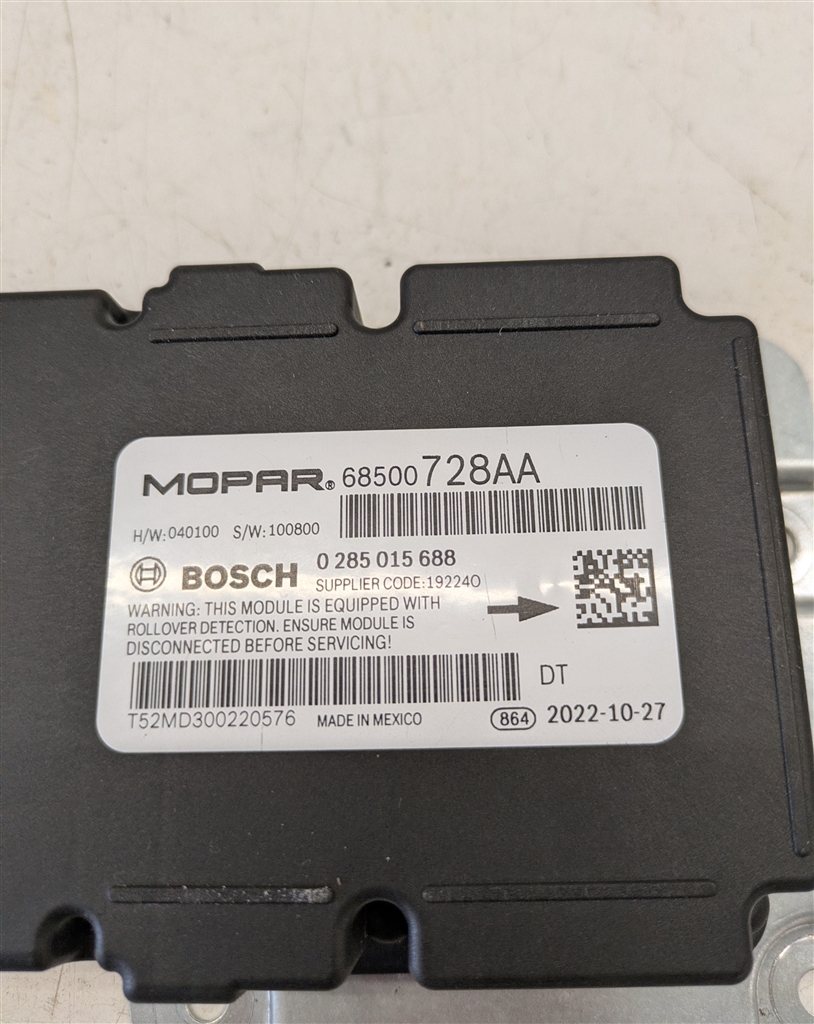 MOPAR® 68500728AA
H/W:040100 S/W:100800
BOSCH 0 285 015 688
SUPPLIER CODE:192240
WARNING: THIS MODULE IS EQUIPPED WITH
ROLLOVER DETECTION. ENSURE MODULE IS
DISCONNECTED BEFORE SERVICING!
DT
T52MD300220576 MADE IN MEXICO 864 2022-10-27